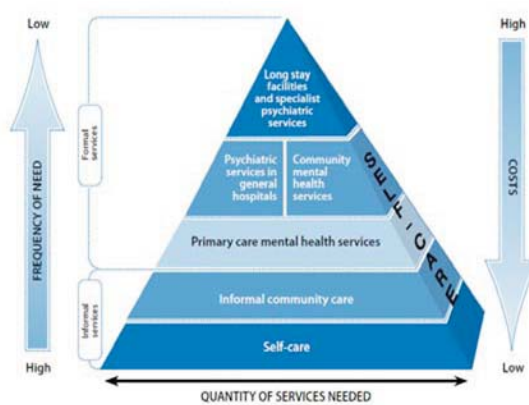 Low
High
Long stay
facilities
and specialist
psychiatric
services
Formal
services
FREQUENCY OF NEED
Psychiatric
services in
general
hospitals
Community
mental
health
services
SELF-CARE
COSTS
Primary care mental health services
Informal
services
Informal community care
Self-care
High
Low
QUANTITY OF SERVICES NEEDED